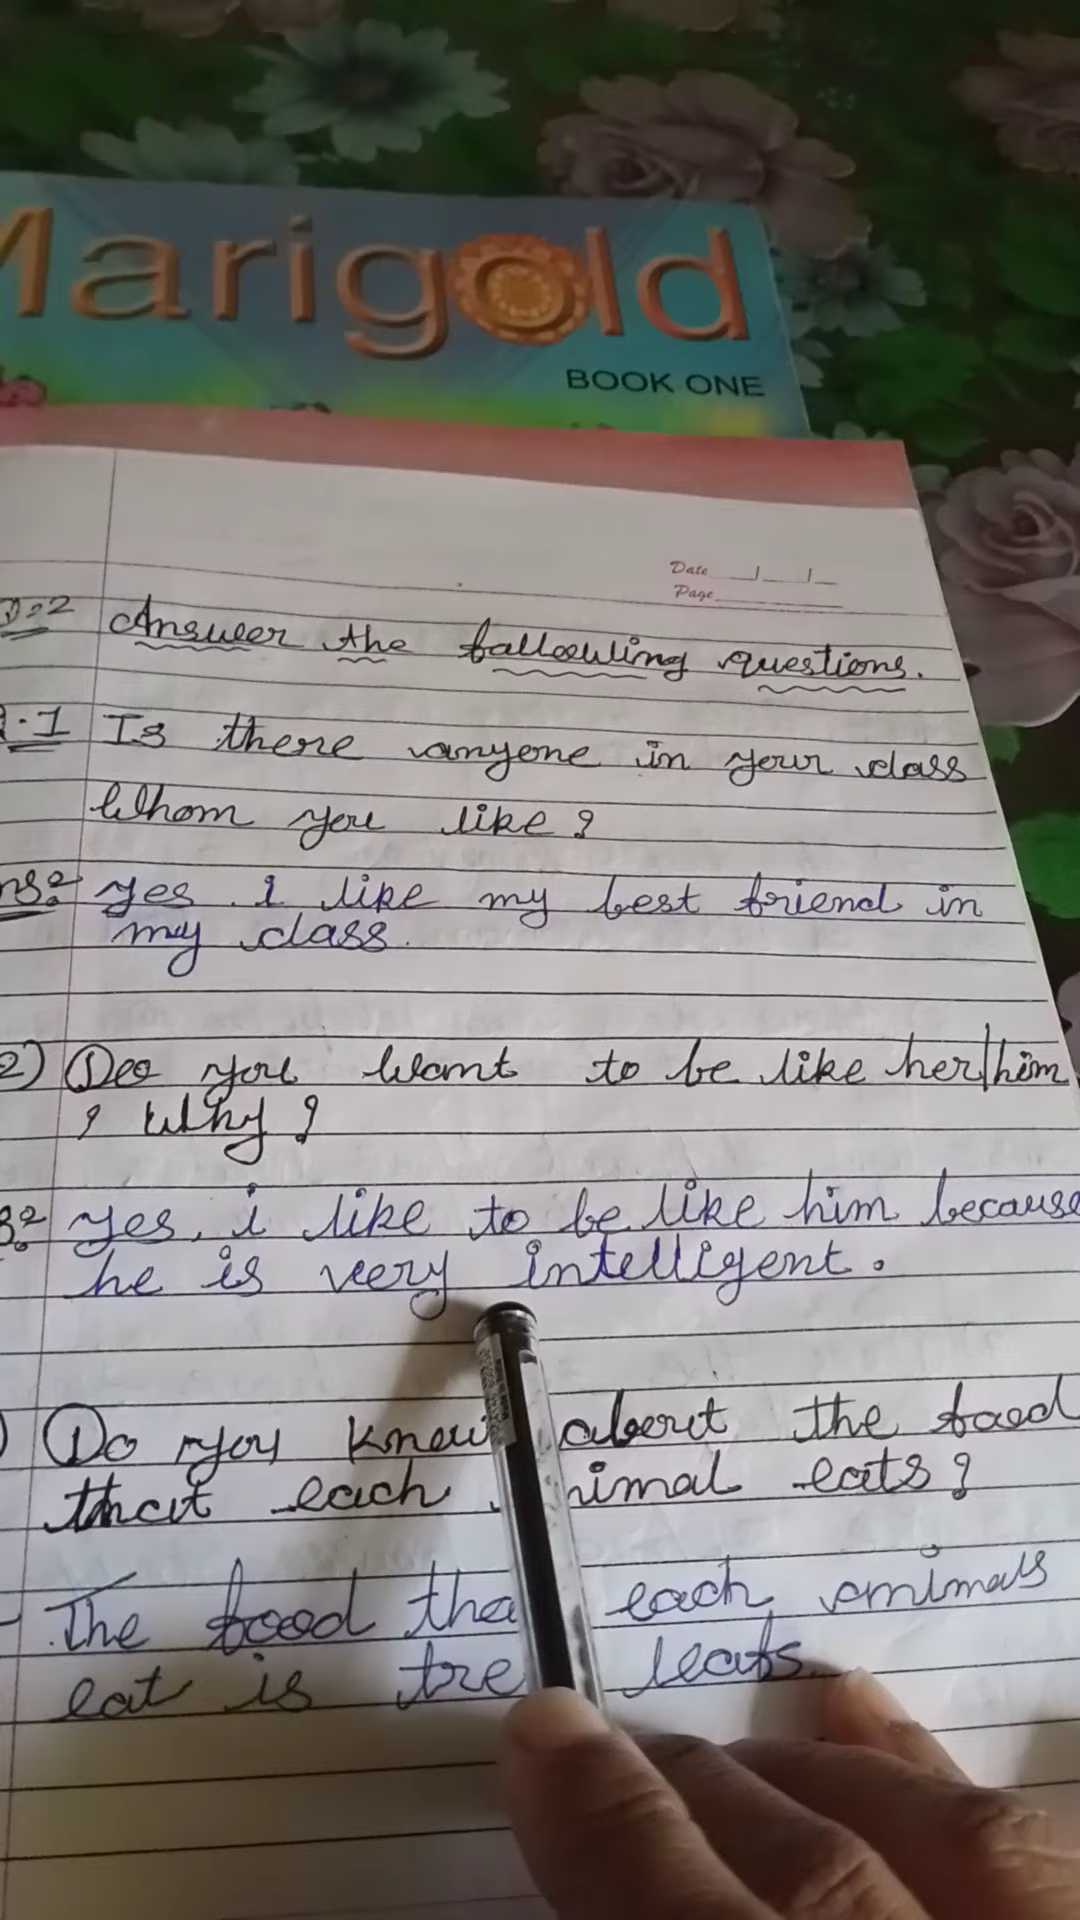 Marigold
BOOK ONE
Date
Page
Q.2 Answer the following questions.
Q.1 Is there anyone in your class
Whom you like?
Ans: Yes i like my best friend in
my class.
2) Do you want to be like her/him
? Why?
Yes, i like to be like him because
he is very intelligent.
Do you know about the food
that each animal eats?
The food that each animals
eat is tree leafs.